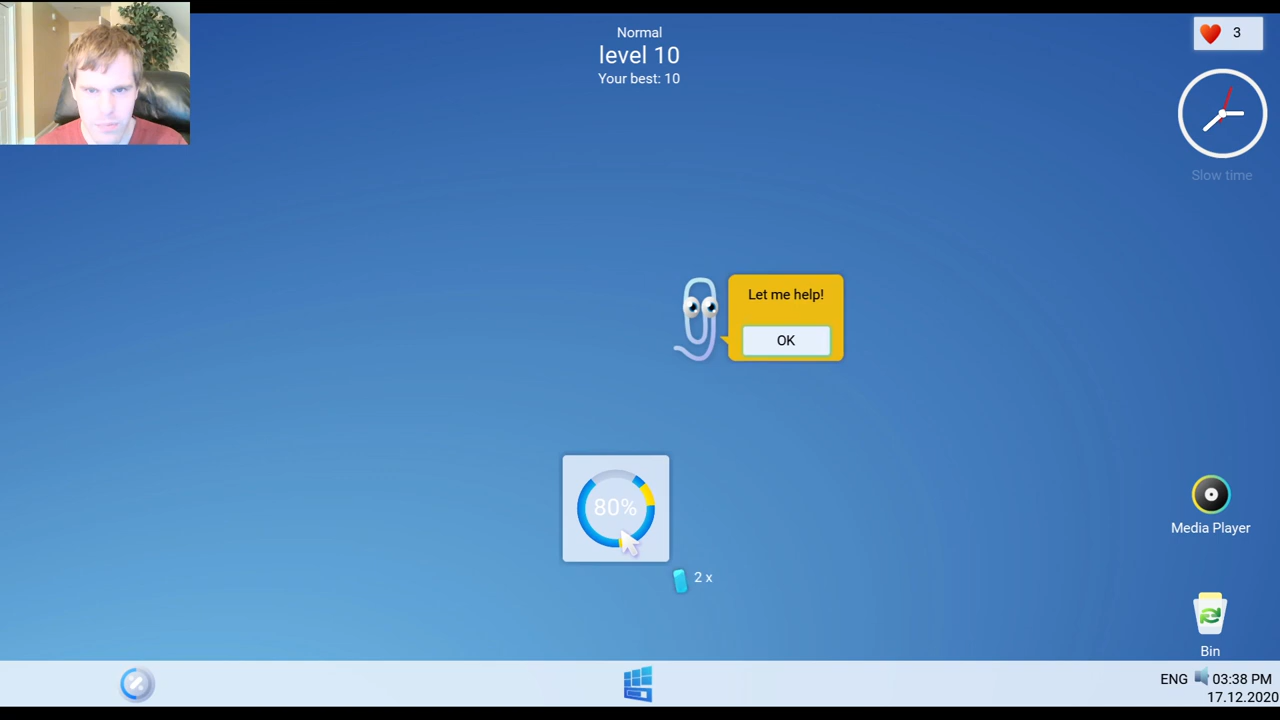 Normal
level 10
Your best: 10
3
Slow time
Let me help!
OK
80%
2 x
Media Player
Bin
ENG 03:38 PM
17.12.2020